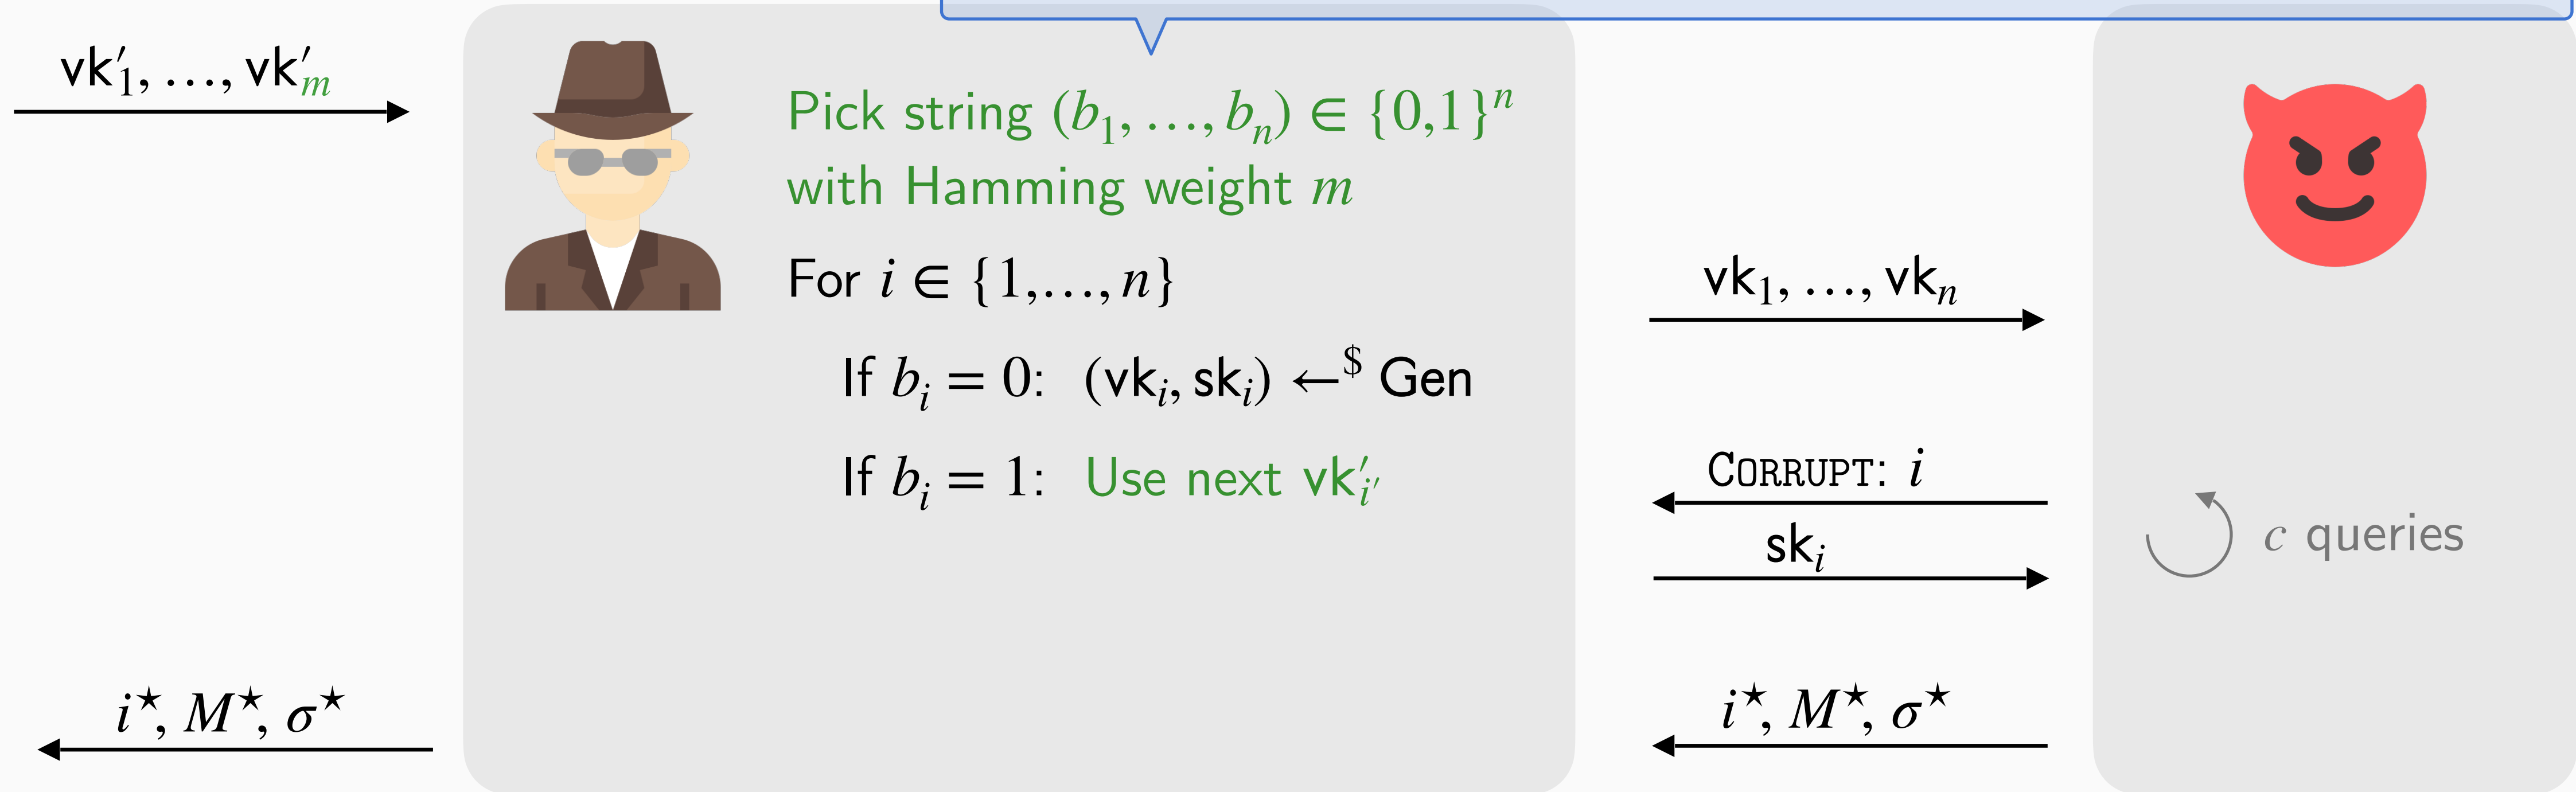 vk′₁, …, vk′ₘ
Pick string (b₁, …, bₙ) ∈ {0,1}ⁿ
with Hamming weight m
For i ∈ {1,…, n}
If bᵢ = 0: (vkᵢ, skᵢ) ←$ Gen
If bᵢ = 1: Use next vk′ᵢ′
vk₁, …, vkₙ
CORRUPT: i
skᵢ
c queries
i★, M★, σ★
i★, M★, σ★